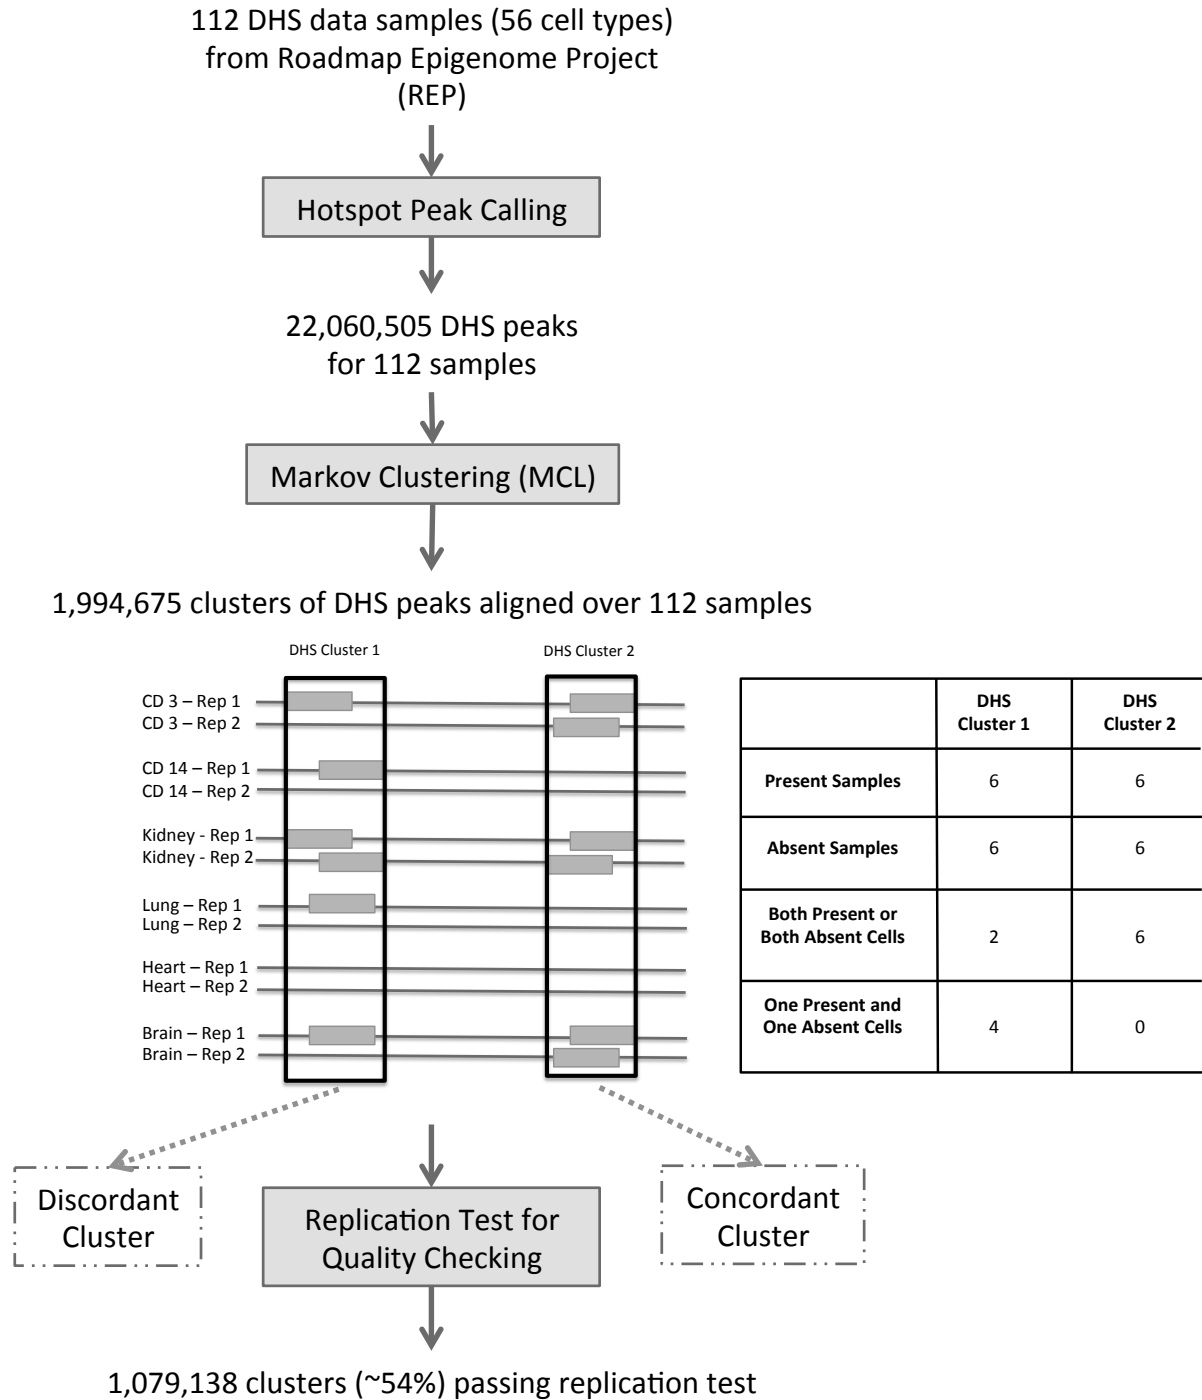 112 DHS data samples (56 cell types)
from Roadmap Epigenome Project
(REP)
Hotspot Peak Calling
22,060,505 DHS peaks
for 112 samples
Markov Clustering (MCL)
1,994,675 clusters of DHS peaks aligned over 112 samples
DHS Cluster 1
DHS Cluster 2
CD 3 – Rep 1
CD 3 – Rep 2
CD 14 – Rep 1
CD 14 – Rep 2
Kidney - Rep 1
Kidney - Rep 2
Lung – Rep 1
Lung – Rep 2
Heart – Rep 1
Heart – Rep 2
Brain – Rep 1
Brain – Rep 2
DHS
Cluster 1
DHS
Cluster 2
Present Samples
6
6
Absent Samples
6
6
Both Present or
Both Absent Cells
2
6
One Present and
One Absent Cells
4
0
Discordant
Cluster
Replication Test for
Quality Checking
Concordant
Cluster
1,079,138 clusters (~54%) passing replication test